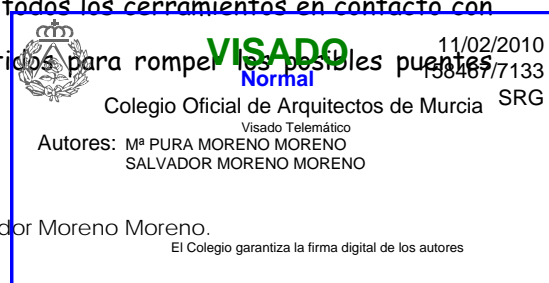 todos los cerramientos en contacto con
VISADO 11/02/2010
tidos para romper los posibles puentes
Normal 158467/7133
Colegio Oficial de Arquitectos de Murcia SRG
Visado Telemático
Autores: Mª PURA MORENO MORENO
SALVADOR MORENO MORENO
dor Moreno Moreno.
El Colegio garantiza la firma digital de los autores